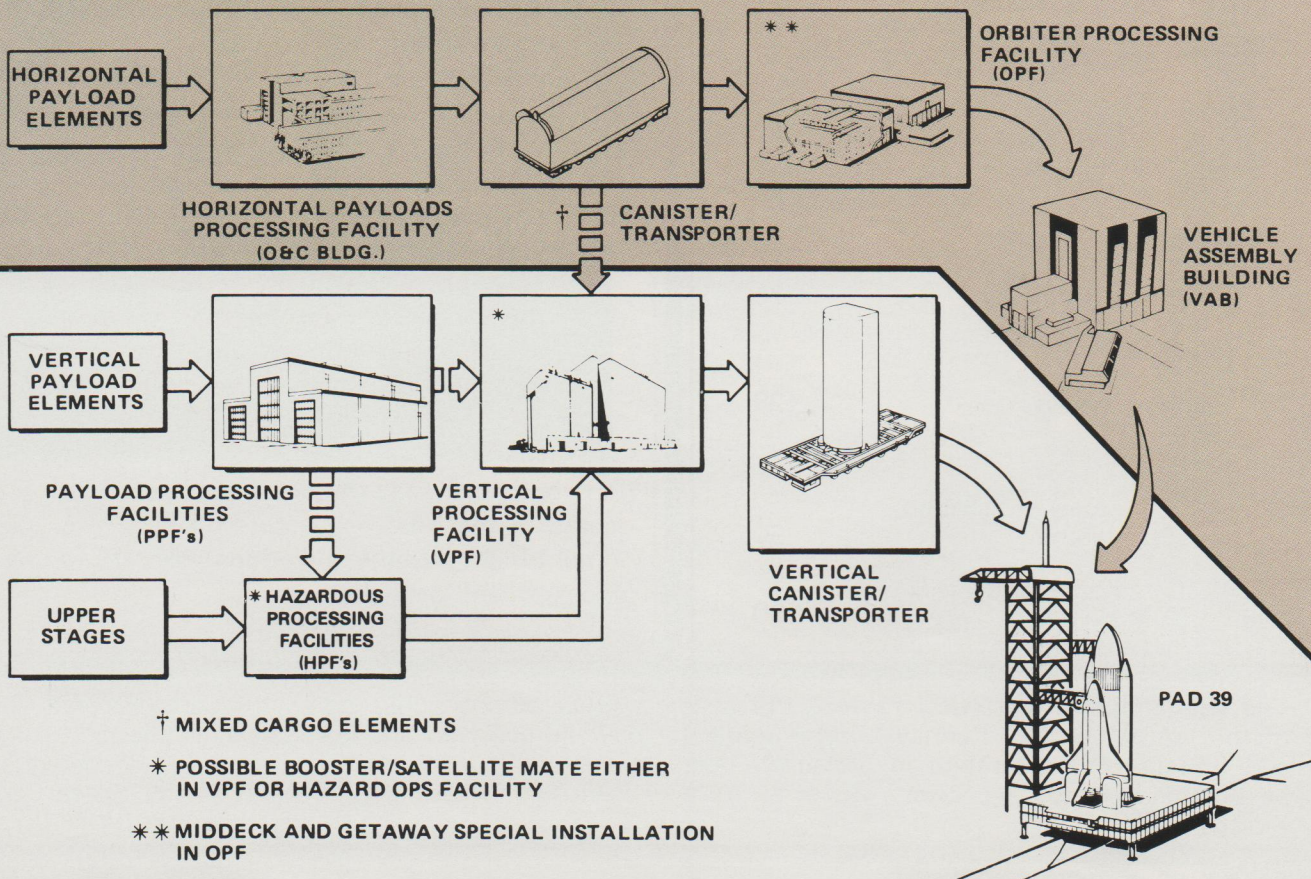 HORIZONTAL
PAYLOAD
ELEMENTS
HORIZONTAL PAYLOADS
PROCESSING FACILITY
(O&C BLDG.)
†
CANISTER/
TRANSPORTER
* *
ORBITER PROCESSING
FACILITY
(OPF)
VEHICLE
ASSEMBLY
BUILDING
(VAB)
VERTICAL
PAYLOAD
ELEMENTS
PAYLOAD PROCESSING
FACILITIES
(PPF's)
*
VERTICAL
PROCESSING
FACILITY
(VPF)
VERTICAL
CANISTER/
TRANSPORTER
UPPER
STAGES
* HAZARDOUS
PROCESSING
FACILITIES
(HPF's)
PAD 39
† MIXED CARGO ELEMENTS
* POSSIBLE BOOSTER/SATELLITE MATE EITHER
IN VPF OR HAZARD OPS FACILITY
* * MIDDECK AND GETAWAY SPECIAL INSTALLATION
IN OPF